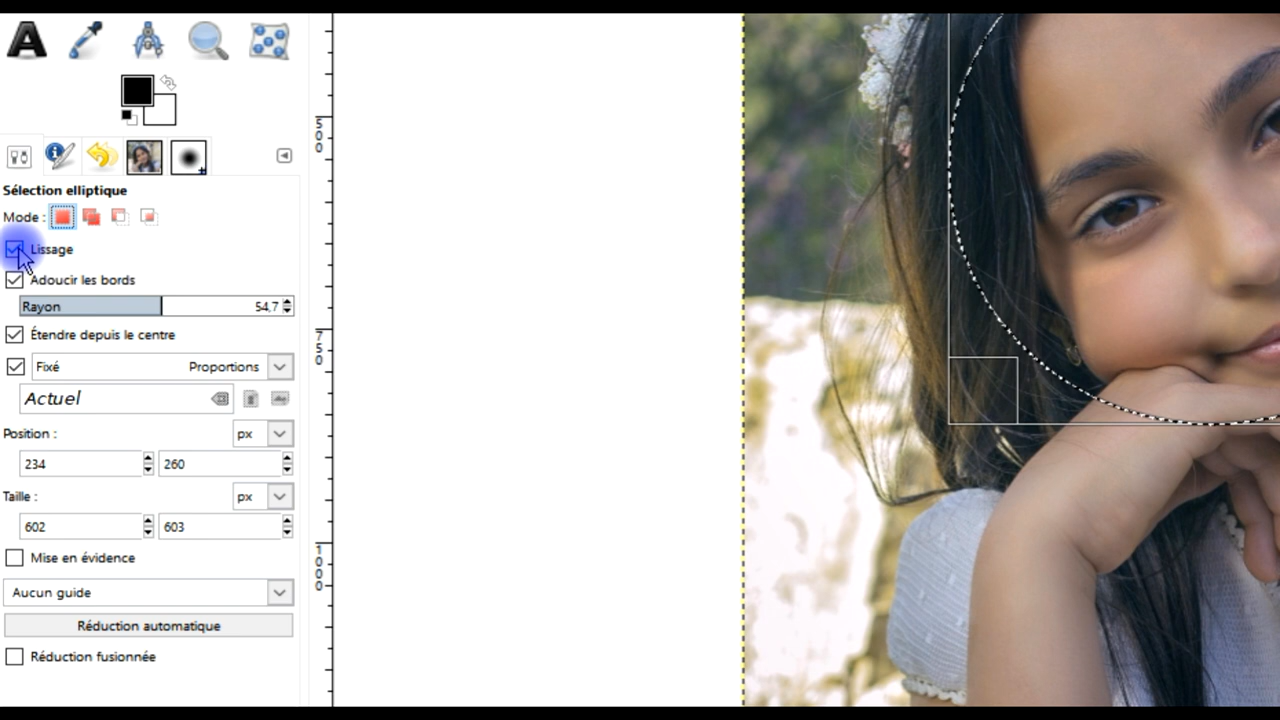 A
Sélection elliptique
Mode :
Lissage
Adoucir les bords
Rayon 54,7
Étendre depuis le centre
Fixé Proportions
Actuel
Position : px
234 260
Taille : px
602 603
Mise en évidence
Aucun guide
Réduction automatique
Réduction fusionnée
500
750
1000